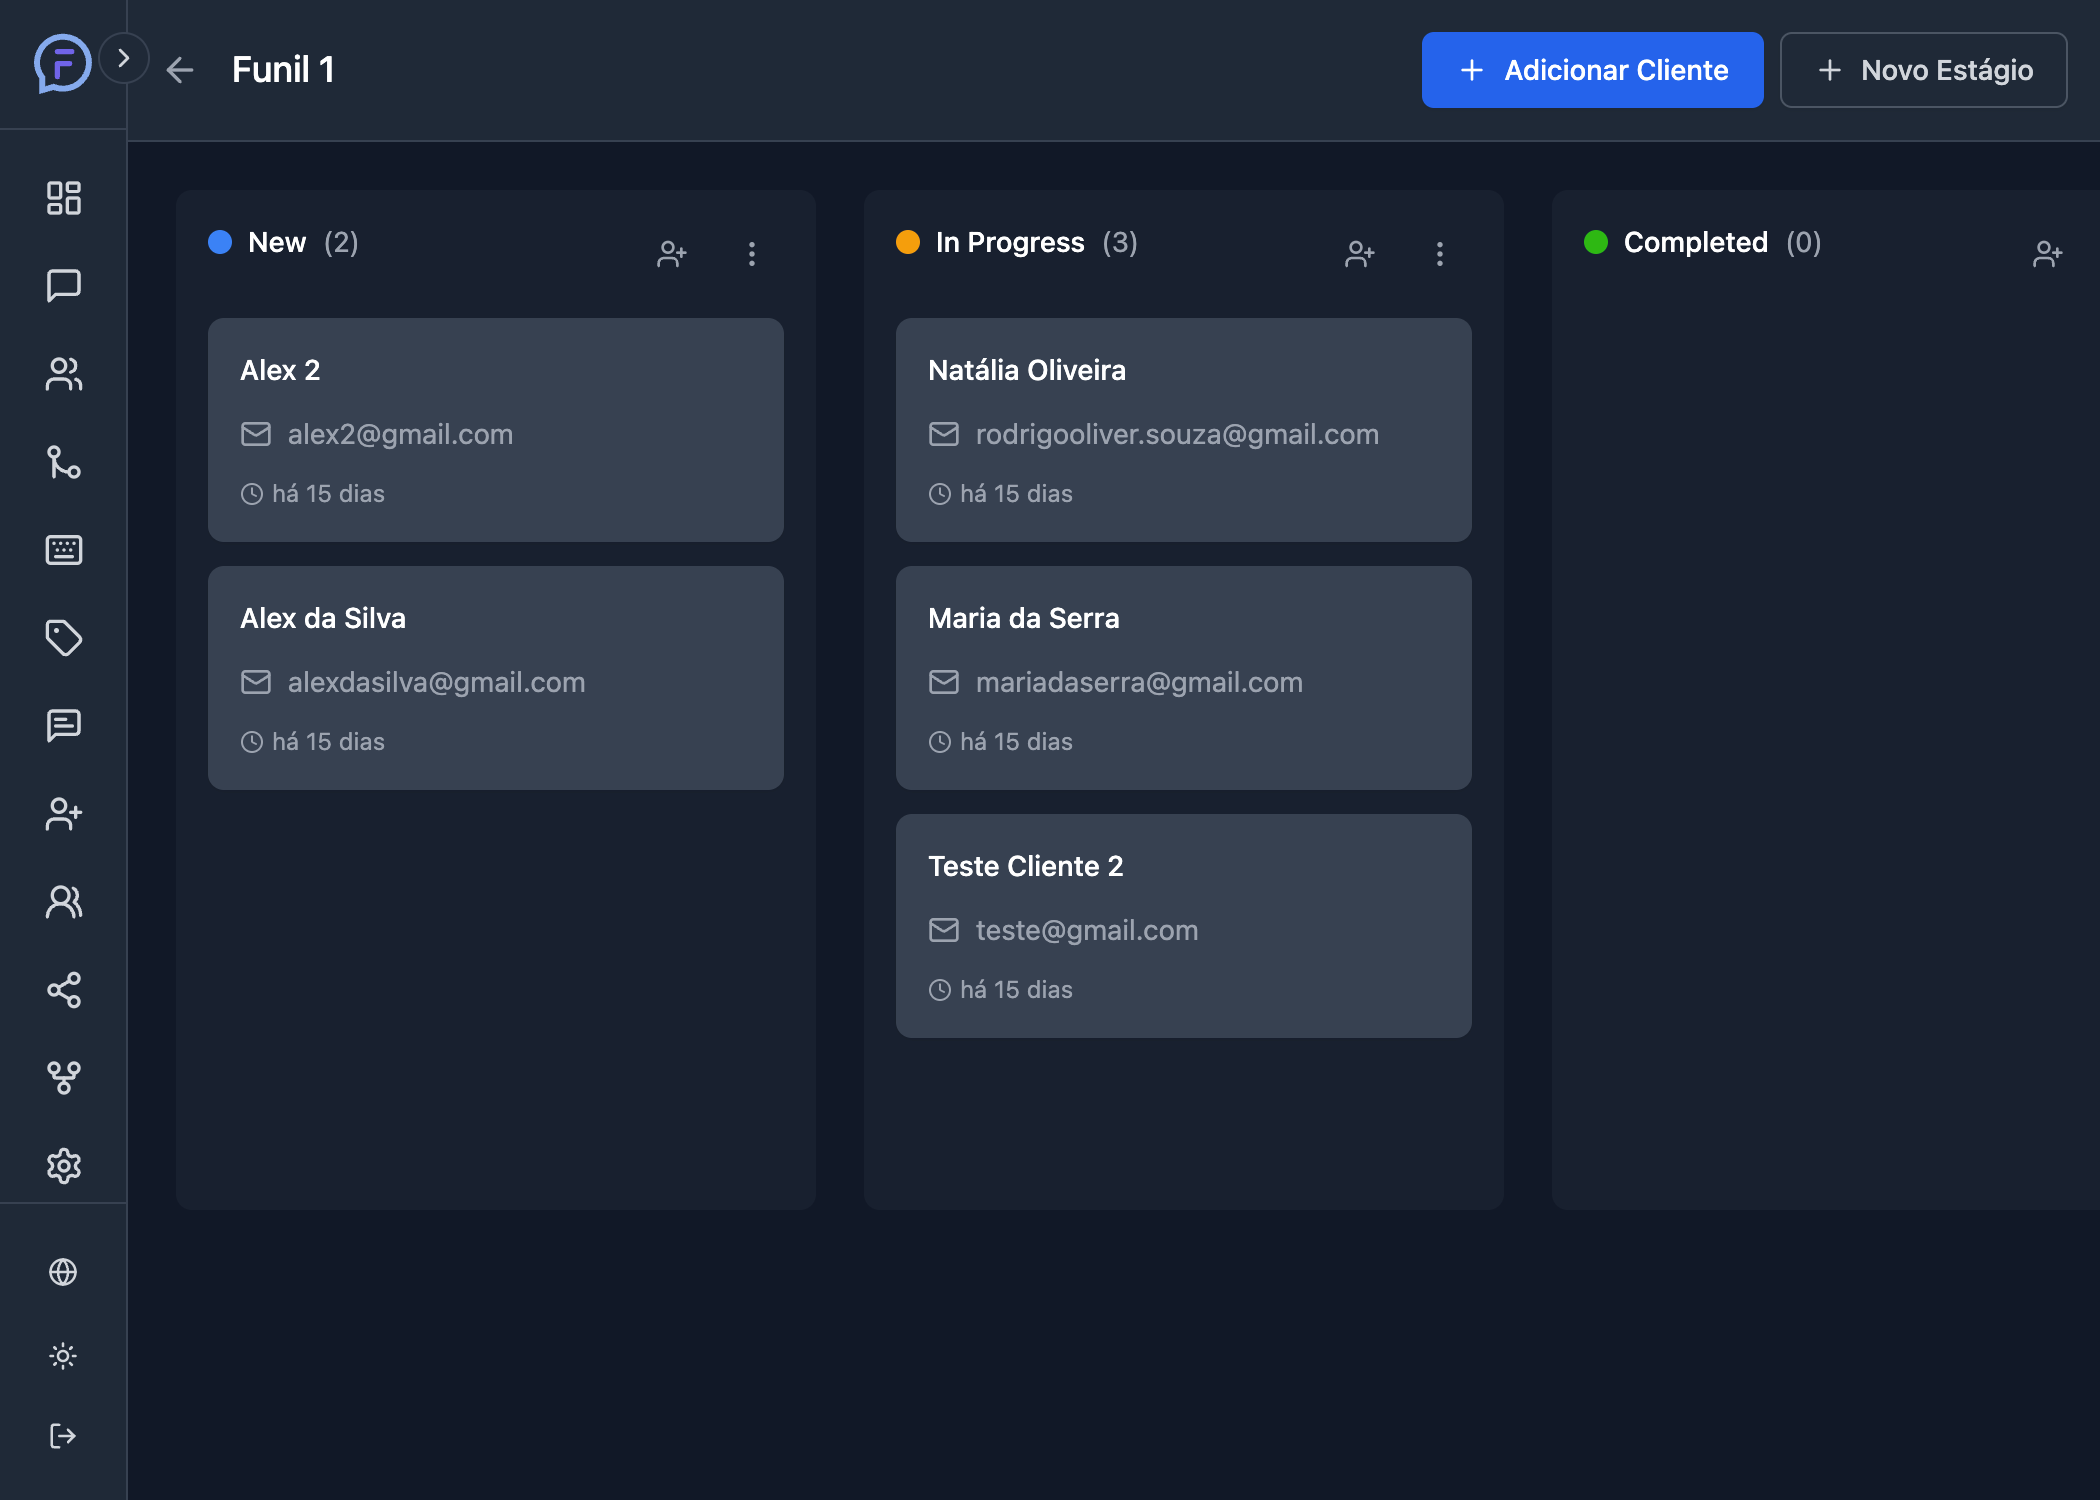 F
Funil 1
Adicionar Cliente
Novo Estágio
New (2)
Alex 2
alex2@gmail.com
há 15 dias
Alex da Silva
alexdasilva@gmail.com
há 15 dias
In Progress (3)
Natália Oliveira
rodrigooliver.souza@gmail.com
há 15 dias
Maria da Serra
mariadaserra@gmail.com
há 15 dias
Teste Cliente 2
teste@gmail.com
há 15 dias
Completed (0)